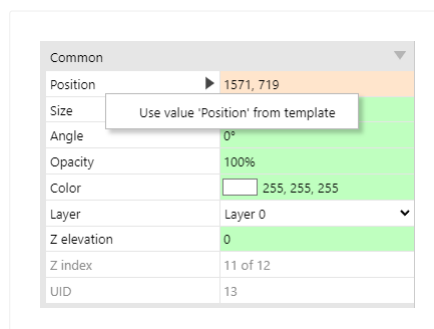 Common
Position 1571, 719
Size
Use value 'Position' from template
Angle 0°
Opacity 100%
Color 255, 255, 255
Layer Layer 0
Z elevation 0
Z index 11 of 12
UID 13